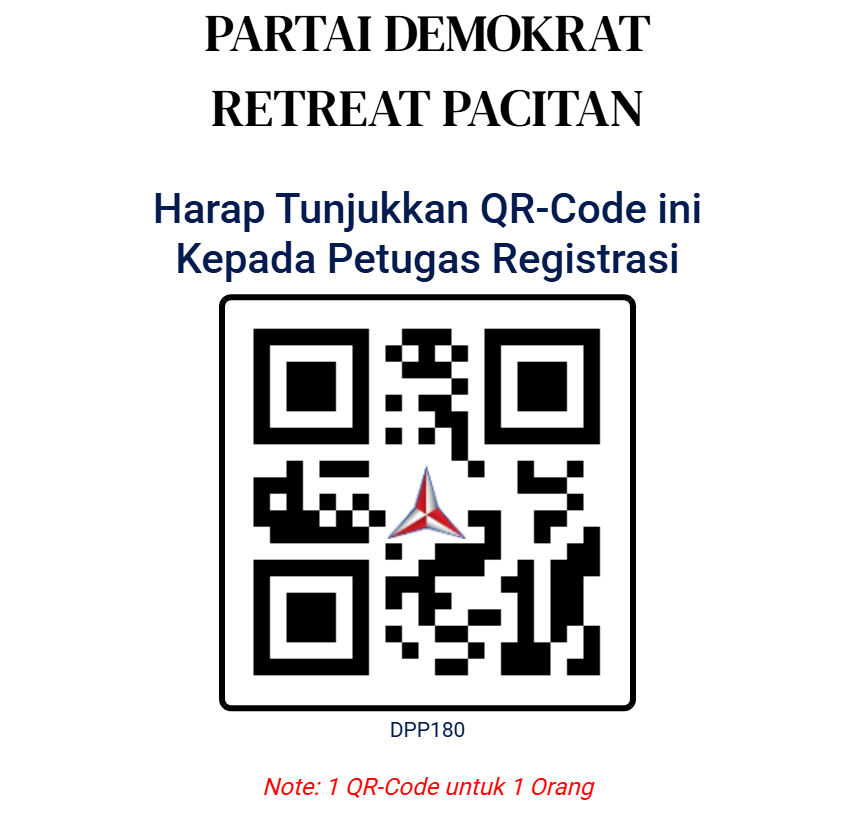 PARTAI DEMOKRAT
RETREAT PACITAN
Harap Tunjukkan QR-Code ini
Kepada Petugas Registrasi
DPP180
Note: 1 QR-Code untuk 1 Orang